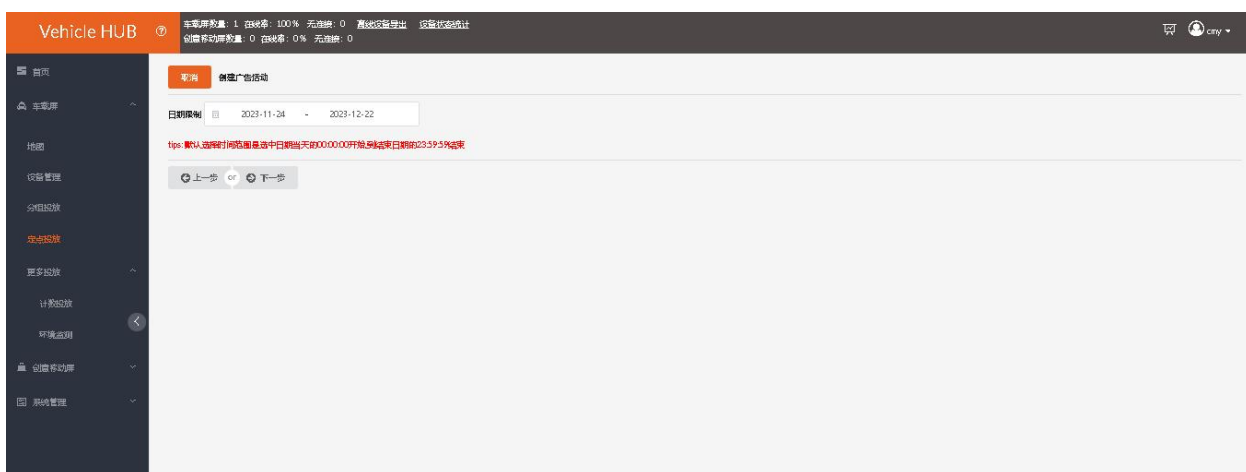 Vehicle HUB
车载屏数量: 1 在线率: 100% 无连接: 0 离线设备导出 设备状态统计
创意移动屏数量: 0 在线率: 0% 无连接: 0
ciny
首页
取消 创建广告活动
车载屏
日期限制 2023-11-24 - 2023-12-22
地图
tips: 默认选择时间范围是选中日期当天的00:00:00开始,到结束日期的23:59:59结束
设备管理
上一步 or 下一步
分组投放
定点投放
更多投放
计数投放
环境监测
创意移动屏
系统管理